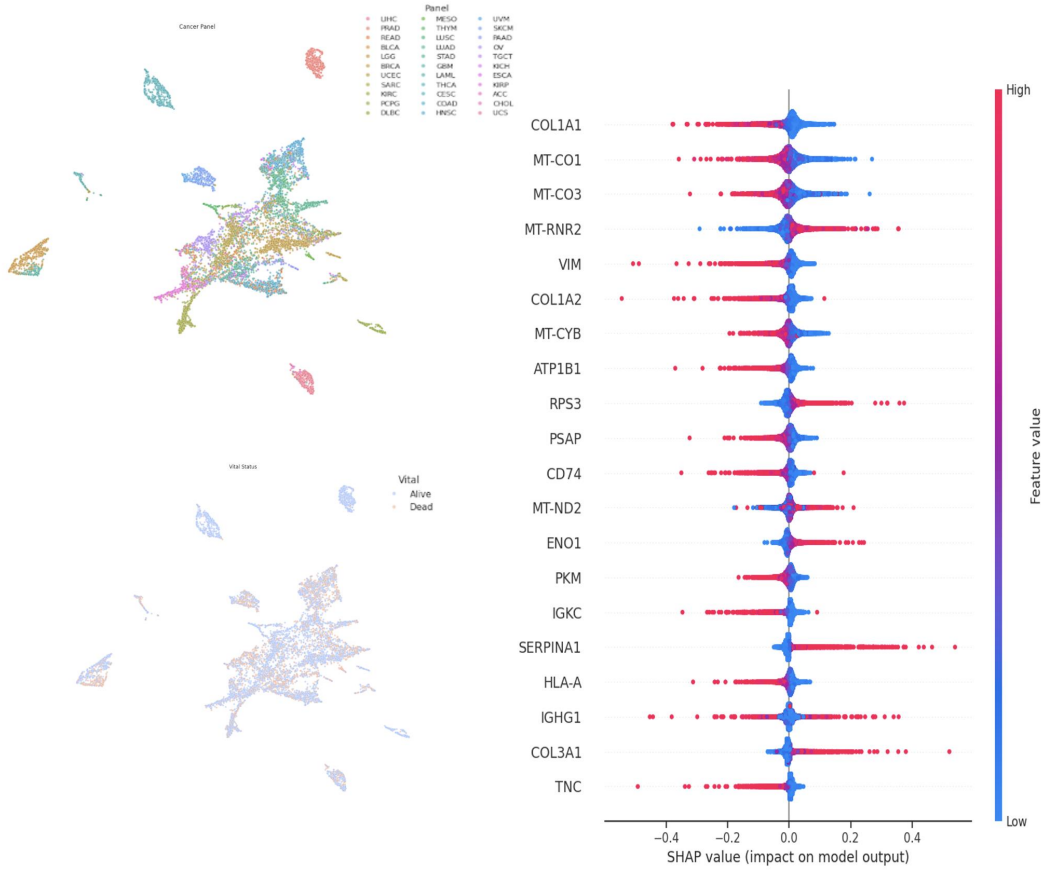 Panel
LIHC MESO UVM
PRAD THYM SKCM
READ LUSC PAAD
BLCA LUAD OV
LGG STAD TGCT
BRCA GBM KICH
UCEC LAML ESCA
SARC THCA KIRP
KIRC CESC ACC
PCPG COAD CHOL
DLBC HNSC UCS
Cancer Panel
Vital Status
Vital
Alive
Dead
COL1A1
MT-CO1
MT-CO3
MT-RNR2
VIM
COL1A2
MT-CYB
ATP1B1
RPS3
PSAP
CD74
MT-ND2
ENO1
PKM
IGKC
SERPINA1
HLA-A
IGHG1
COL3A1
TNC
−0.4 −0.2 0.0 0.2 0.4
SHAP value (impact on model output)
High
Low
Feature value